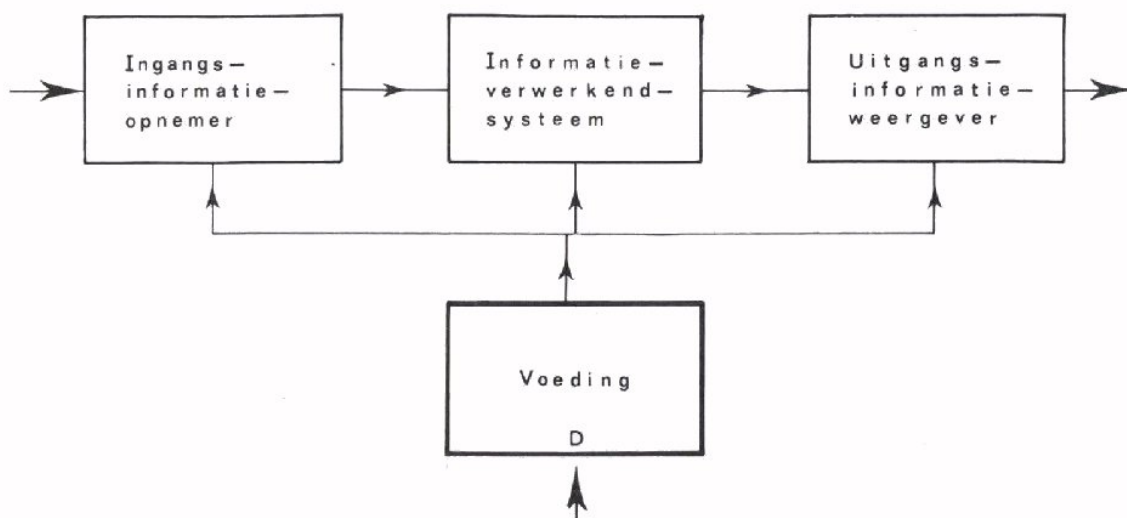 Ingangs—
informatie—
opnemer
Informatie—
verwerkend—
systeem
Uitgangs—
informatie—
weergever
Voeding
D